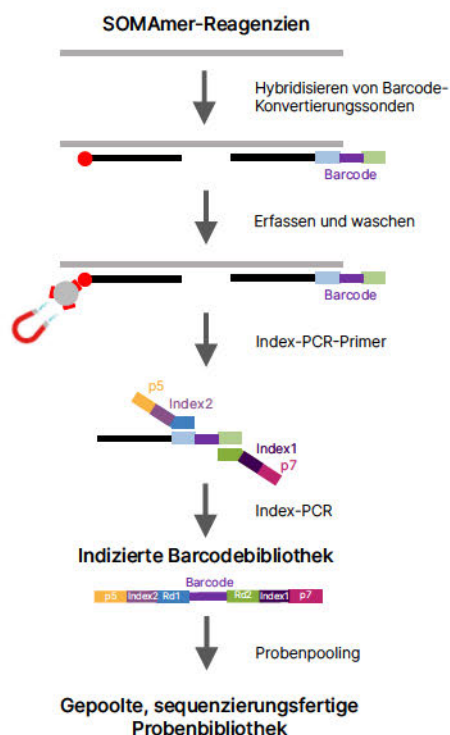 SOMAmer-Reagenzien
Hybridisieren von Barcode-
Konvertierungssonden
Barcode
Erfassen und waschen
Barcode
Index-PCR-Primer
p5
Index2
Index1
p7
Index-PCR
Indizierte Barcodebibliothek
Barcode
p5 Index2 Rd1 Rd2 Index1 p7
Probenpooling
Gepoolte, sequenzierungsfertige
Probenbibliothek